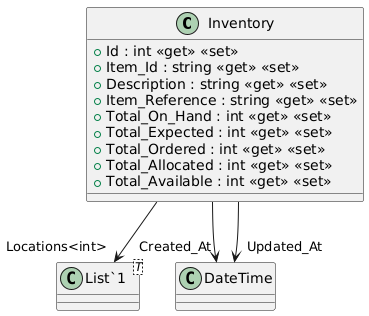 C Inventory
Id : int «get» «set»
Item_Id : string «get» «set»
Description : string «get» «set»
Item_Reference : string «get» «set»
Total_On_Hand : int «get» «set»
Total_Expected : int «get» «set»
Total_Ordered : int «get» «set»
Total_Allocated : int «get» «set»
Total_Available : int «get» «set»
Locations<int>
Created_At
Updated_At
C List`1 T
C DateTime